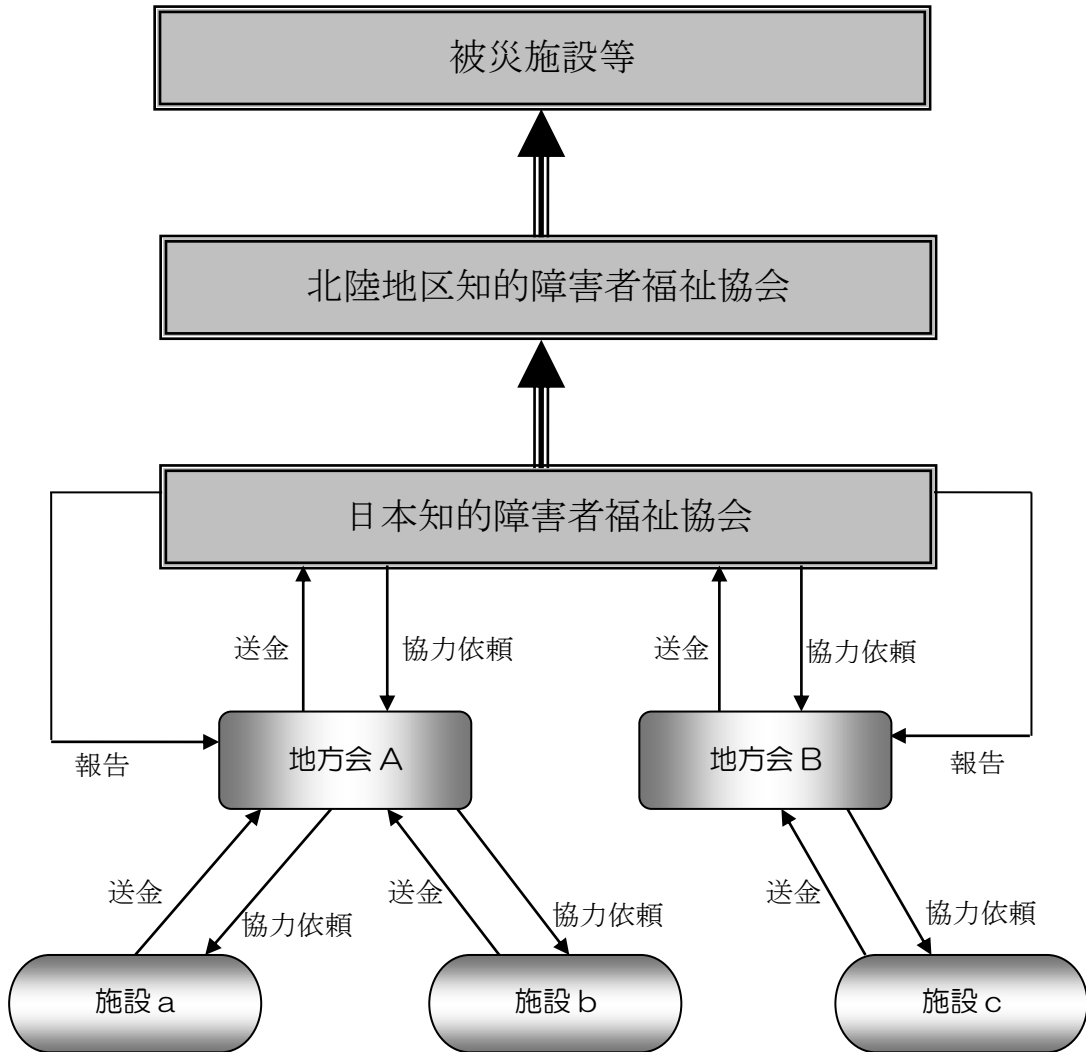 被災施設等
北陸地区知的障害者福祉協会
日本知的障害者福祉協会
送金
協力依頼
送金
協力依頼
報告
地方会A
地方会B
報告
送金
協力依頼
送金
協力依頼
送金
協力依頼
施設a
施設b
施設c